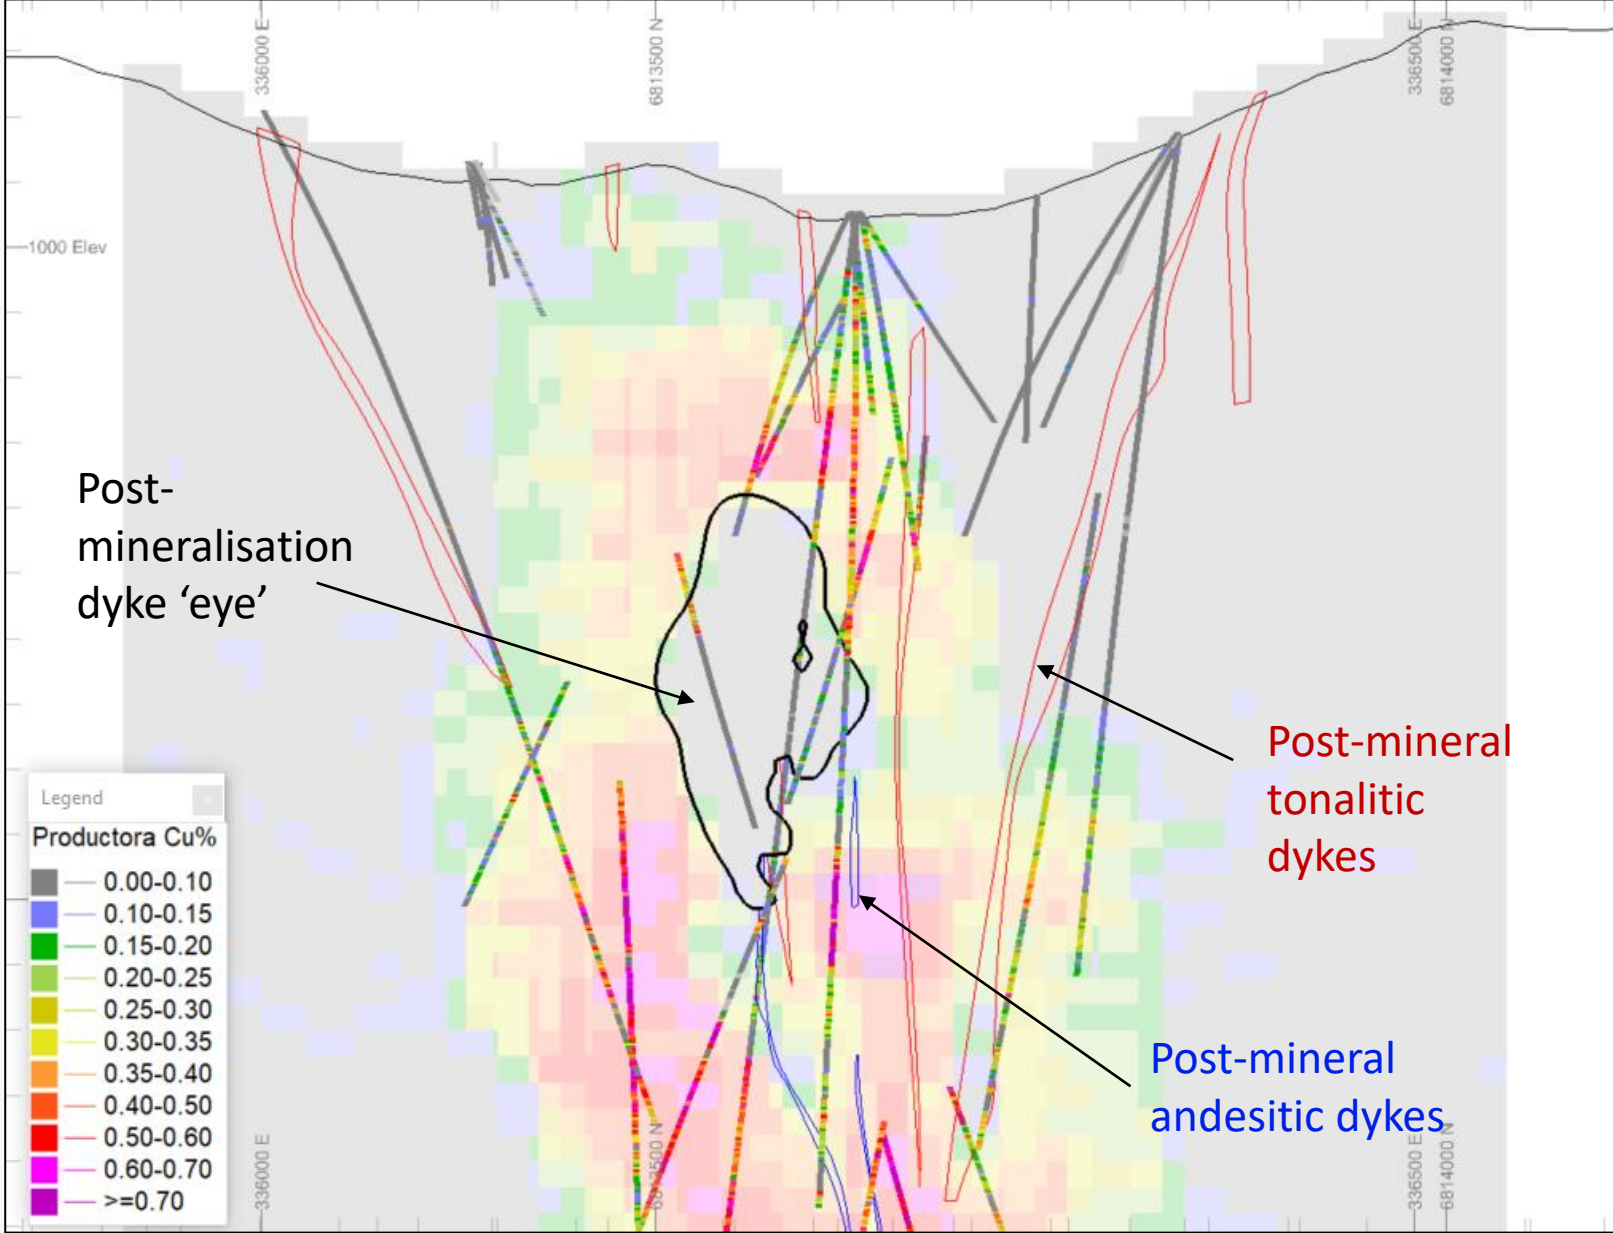 336000 E
6813500 N
336500 E
6814000 N
1000 Elev
Post-
mineralisation
dyke ‘eye’
Post-mineral
tonalitic
dykes
Post-mineral
andesitic dykes
Legend
Productora Cu%
0.00-0.10
0.10-0.15
0.15-0.20
0.20-0.25
0.25-0.30
0.30-0.35
0.35-0.40
0.40-0.50
0.50-0.60
0.60-0.70
>=0.70
336000 E
6813500 N
336500 E
6814000 N